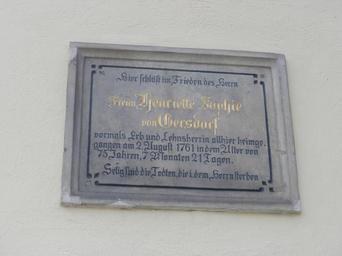 Hier schläft im Frieden des Herrn
Freiin Henriette Sophie
von Gersdorf
vormals Erb und Lehnsherrin allhier heimge,
gangen am 2. August 1761 in dem Alter von
75 Jahren, 7 Monaten 21 Tagen.
Selig sind die Todten, die i. dem Herrn sterben